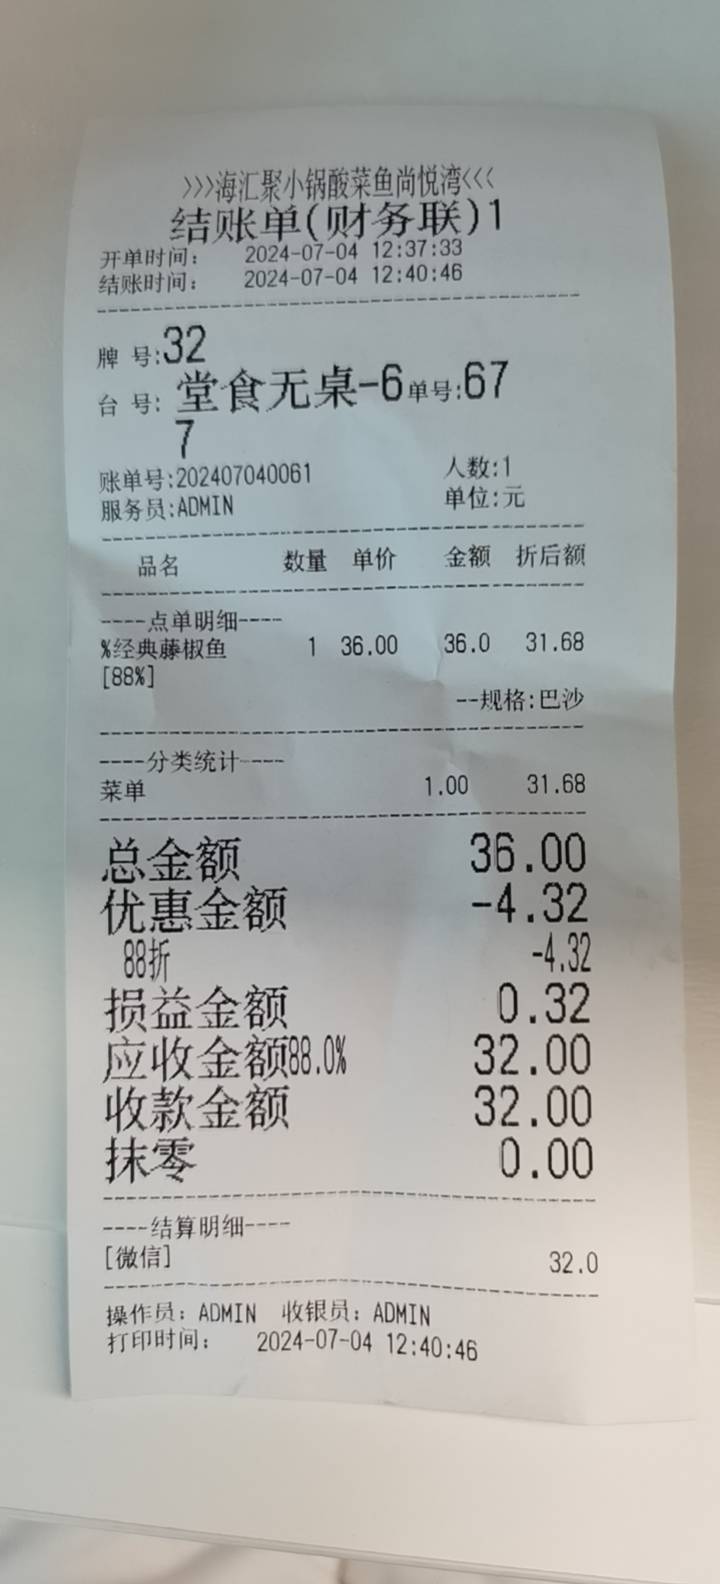 >>>海汇聚小锅酸菜鱼尚悦湾<<<
结账单(财务联)1
开单时间： 2024-07-04 12:37:33
结账时间： 2024-07-04 12:40:46
牌 号:32
台 号: 堂食无桌-6 单号:67
7
账单号:202407040061 人数:1
服务员:ADMIN 单位:元
品名 数量 单价 金额 折后额
----点单明细----
%经典藤椒鱼 1 36.00 36.0 31.68
[88%]
--规格:巴沙
----分类统计----
菜单 1.00 31.68
总金额 36.00
优惠金额 -4.32
88折 -4.32
损益金额 0.32
应收金额88.0% 32.00
收款金额 32.00
抹零 0.00
----结算明细----
[微信] 32.0
操作员：ADMIN 收银员：ADMIN
打印时间： 2024-07-04 12:40:46